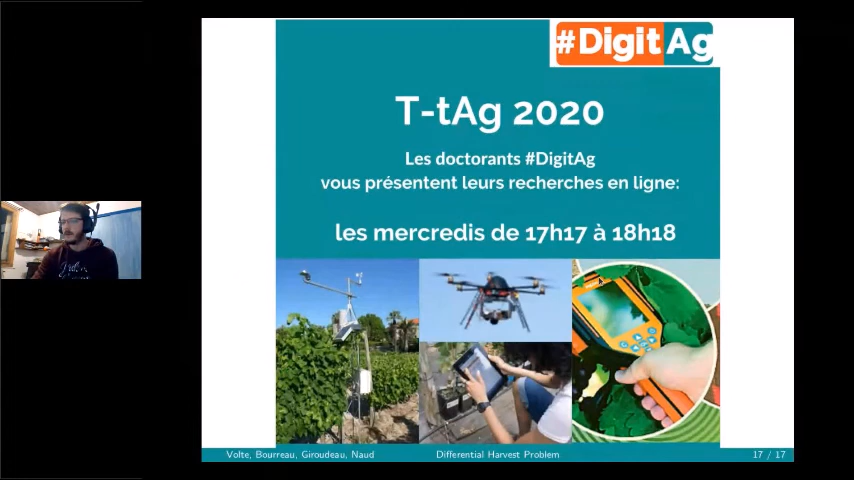 #DigitAg
T-tAg 2020
Les doctorants #DigitAg
vous présentent leurs recherches en ligne:
les mercredis de 17h17 à 18h18
Volte, Bourreau, Giroudeau, Naud
Differential Harvest Problem
17 / 17